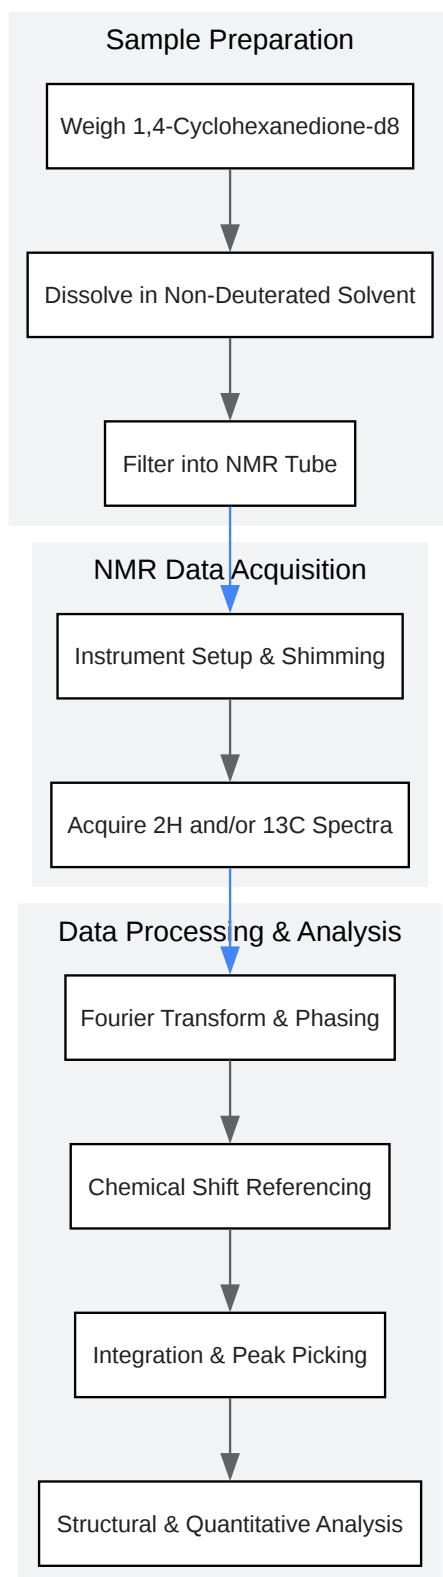 Sample Preparation
Weigh 1,4-Cyclohexanedione-d8
Dissolve in Non-Deuterated Solvent
Filter into NMR Tube
NMR Data Acquisition
Instrument Setup & Shimming
Acquire 2H and/or 13C Spectra
Data Processing & Analysis
Fourier Transform & Phasing
Chemical Shift Referencing
Integration & Peak Picking
Structural & Quantitative Analysis